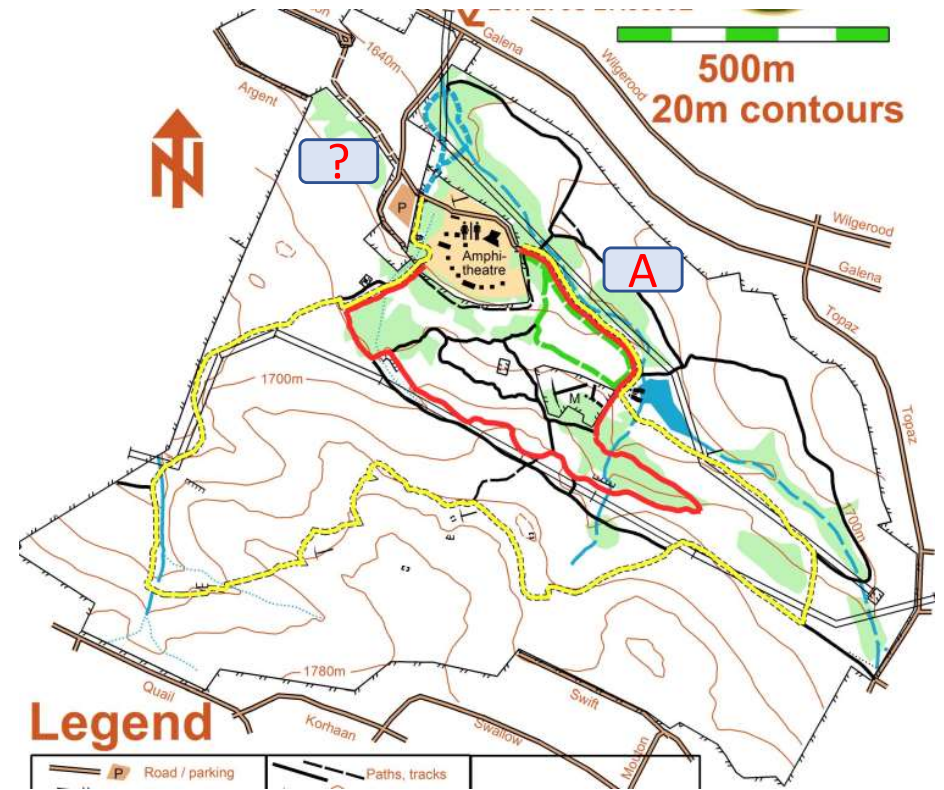 Galena
Wilgerood
500m
20m contours
1640m
Argent
N
?
P
Amphi-
theatre
A
Wilgerood
Galena
Topaz
1700m
M
Topaz
1700m
1780m
Quail
Korhaan
Swallow
Swift
Mouton
Legend
P Road / parking
Paths, tracks